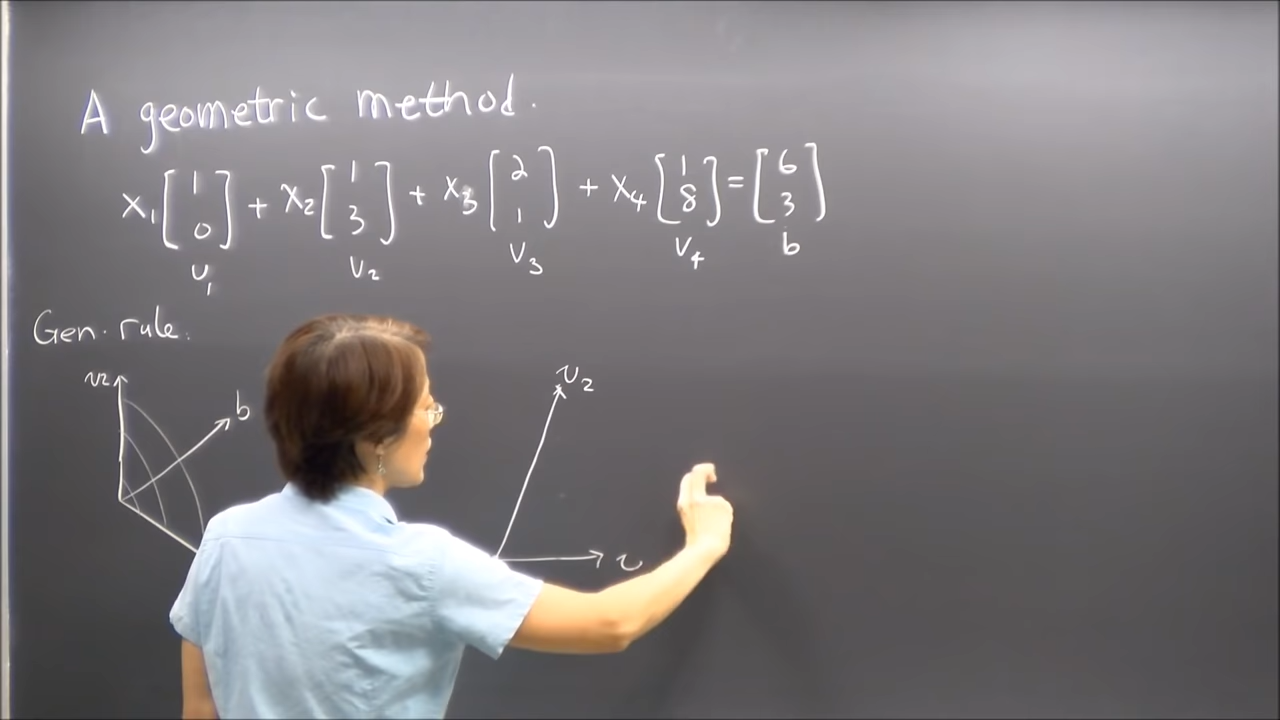 A geometric method.
x₁ [1 0] + x₂ [1 3] + x₃ [2 1] + x₄ [1 8] = [6 3]
v₁ v₂ v₃ v₄ b
Gen. rule:
v₂ b v₂
v